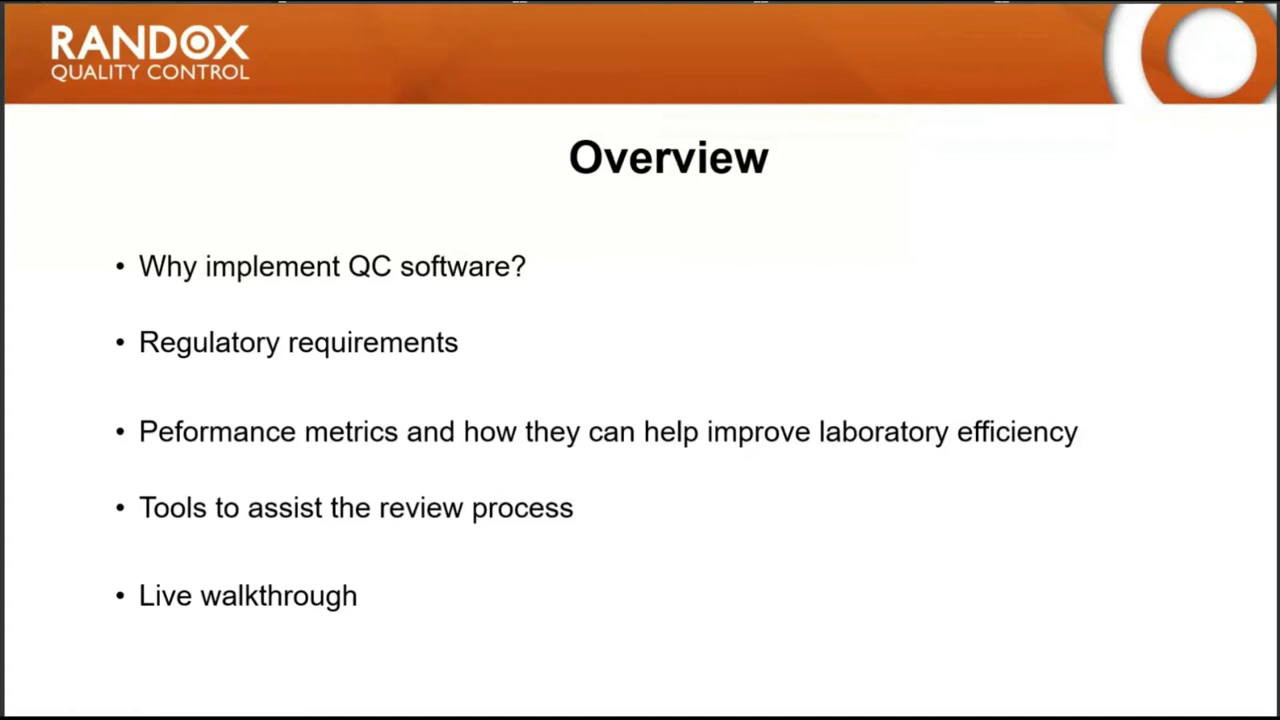 RANDOX
QUALITY CONTROL
Overview
• Why implement QC software?
• Regulatory requirements
• Peformance metrics and how they can help improve laboratory efficiency
• Tools to assist the review process
• Live walkthrough